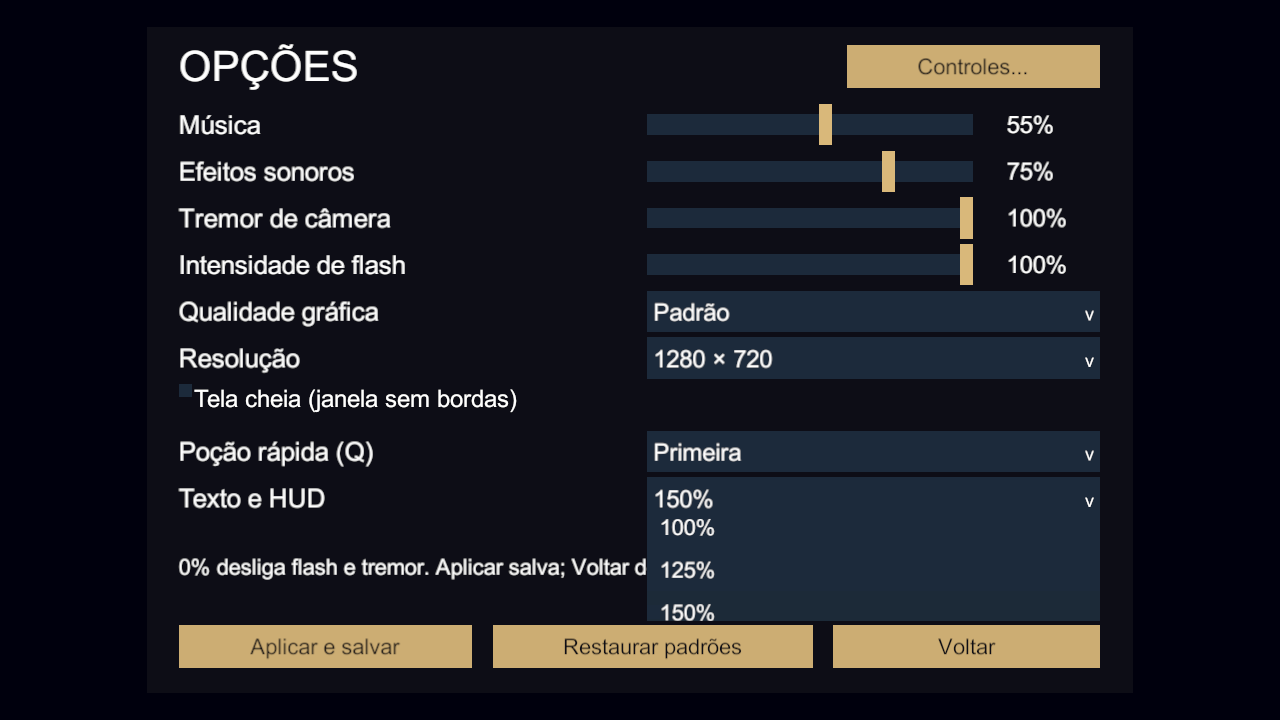 OPÇÕES
Controles...
Música 55%
Efeitos sonoros 75%
Tremor de câmera 100%
Intensidade de flash 100%
Qualidade gráfica Padrão v
Resolução 1280 × 720 v
Tela cheia (janela sem bordas)
Poção rápida (Q) Primeira v
Texto e HUD 150% v
100%
0% desliga flash e tremor. Aplicar salva; Voltar d
125%
150%
Aplicar e salvar Restaurar padrões Voltar